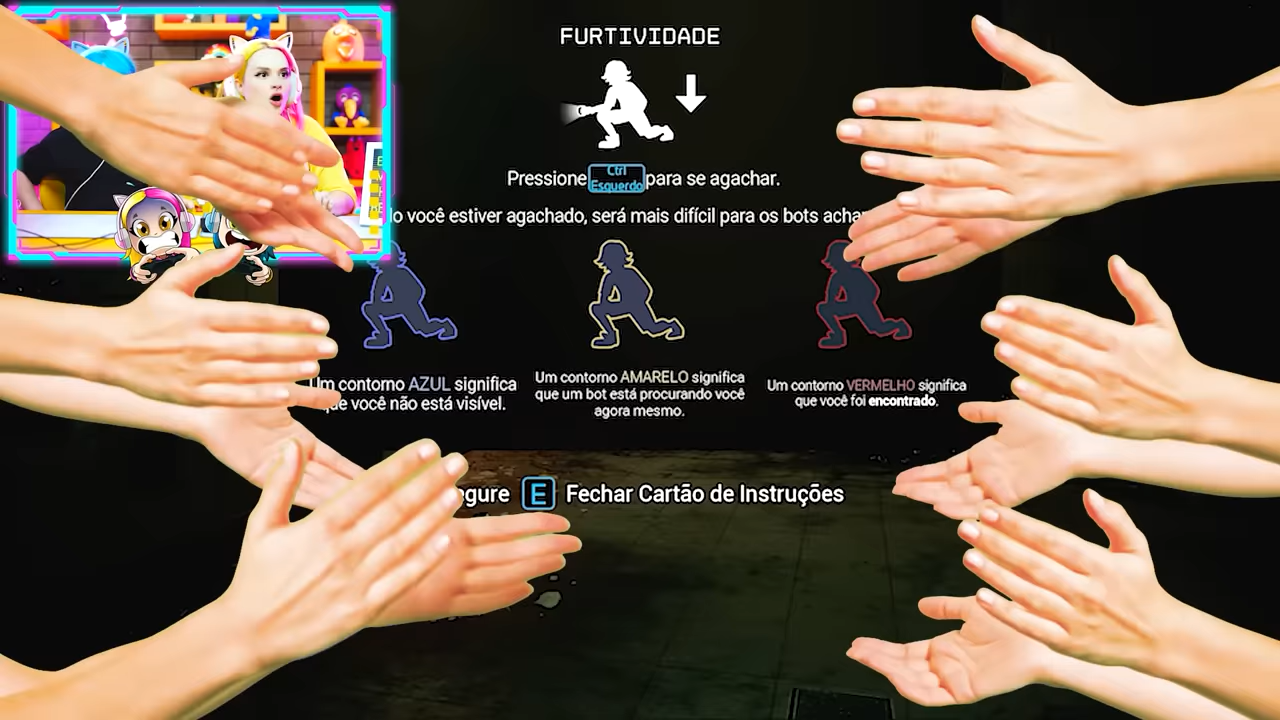 FURTIVIDADE
Pressione Ctrl Esquerdo para se agachar.
você estiver agachado, será mais difícil para os bots
Um contorno AZUL significa
que você não está visível.
Um contorno AMARELO significa
que um bot está procurando você
agora mesmo.
Um contorno VERMELHO significa
que você foi encontrado.
E Fechar Cartão de Instruções